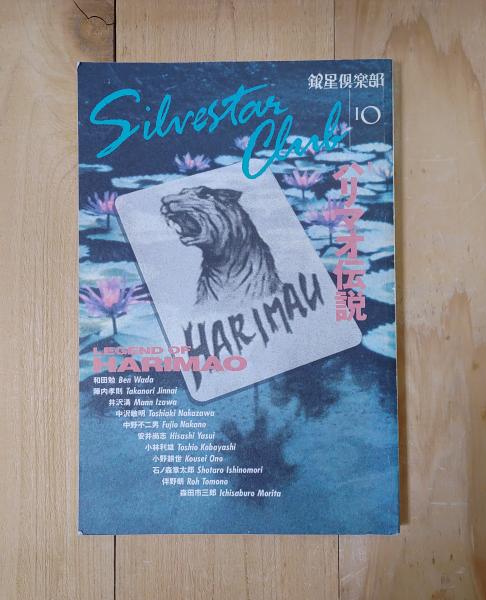 銀星倶楽部
10
Silvestar
Club
ハリマオ伝説
HARIMAU
LEGEND OF
HARIMAO
和田勉 Ben Wada
陣内孝則 Takanori Jinnai
井沢満 Mann Izawa
中沢敏明 Toshiaki Nakazawa
中野不二男 Fujio Nakano
安井尚志 Hisashi Yasui
小林利雄 Toshio Kobayashi
小野耕世 Kousei Ono
石ノ森章太郎 Shotaro Ishinomori
伴野朗 Roh Tomono
森田市三郎 Ichisaburo Morita